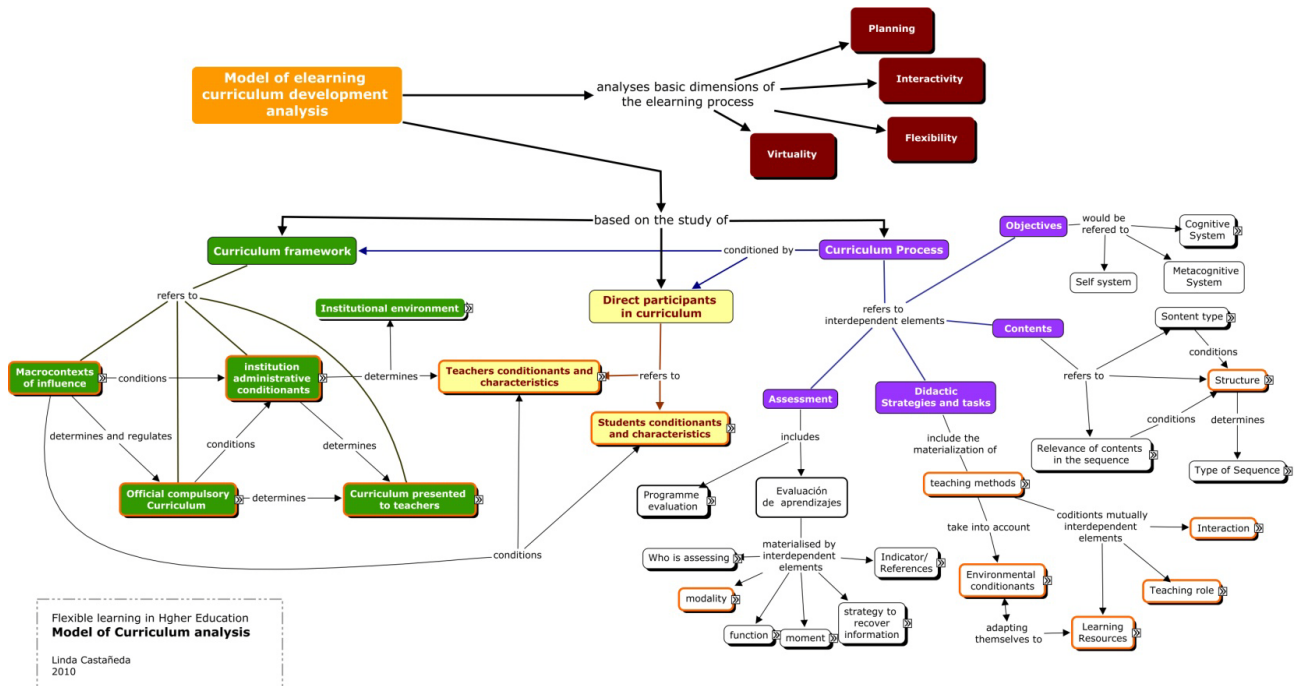 Planning
Model of elearning
curriculum development
analysis
analyses basic dimensions of
the elearning process
Interactivity
Flexibility
Virtuality
based on the study of
Curriculum framework
conditioned by
Curriculum Process
Objectives
would be
refered to
Cognitive
System
Self system
Metacognitive
System
refers to
Institutional environment
Direct participants
in curriculum
refers to
interdependent elements
Contents
Sontent type
conditions
Macrocontexts
of influence
conditions
institution
administrative
conditionants
determines
Teachers conditionants and
characteristics
refers to
refers to
Structure
Assessment
Didactic
Strategies and tasks
conditions
determines
Students conditionants
and characteristics
determines and regulates
conditions
determines
includes
include the
materialization of
Relevance of contents
in the sequence
Type of Sequence
Official compulsory
Curriculum
determines
Curriculum presented
to teachers
Programme
evaluation
Evaluación
de aprendizajes
teaching methods
take into account
coditionts mutually
interdependent
elements
Interaction
conditions
Who is assessing
materialised by
interdependent
elements
Indicator/
References
modality
Environmental
conditionants
Teaching role
function
moment
strategy to
recover
information
adapting
themselves to
Learning
Resources
Flexible learning in Hgher Education
Model of Curriculum analysis
Linda Castañeda
2010